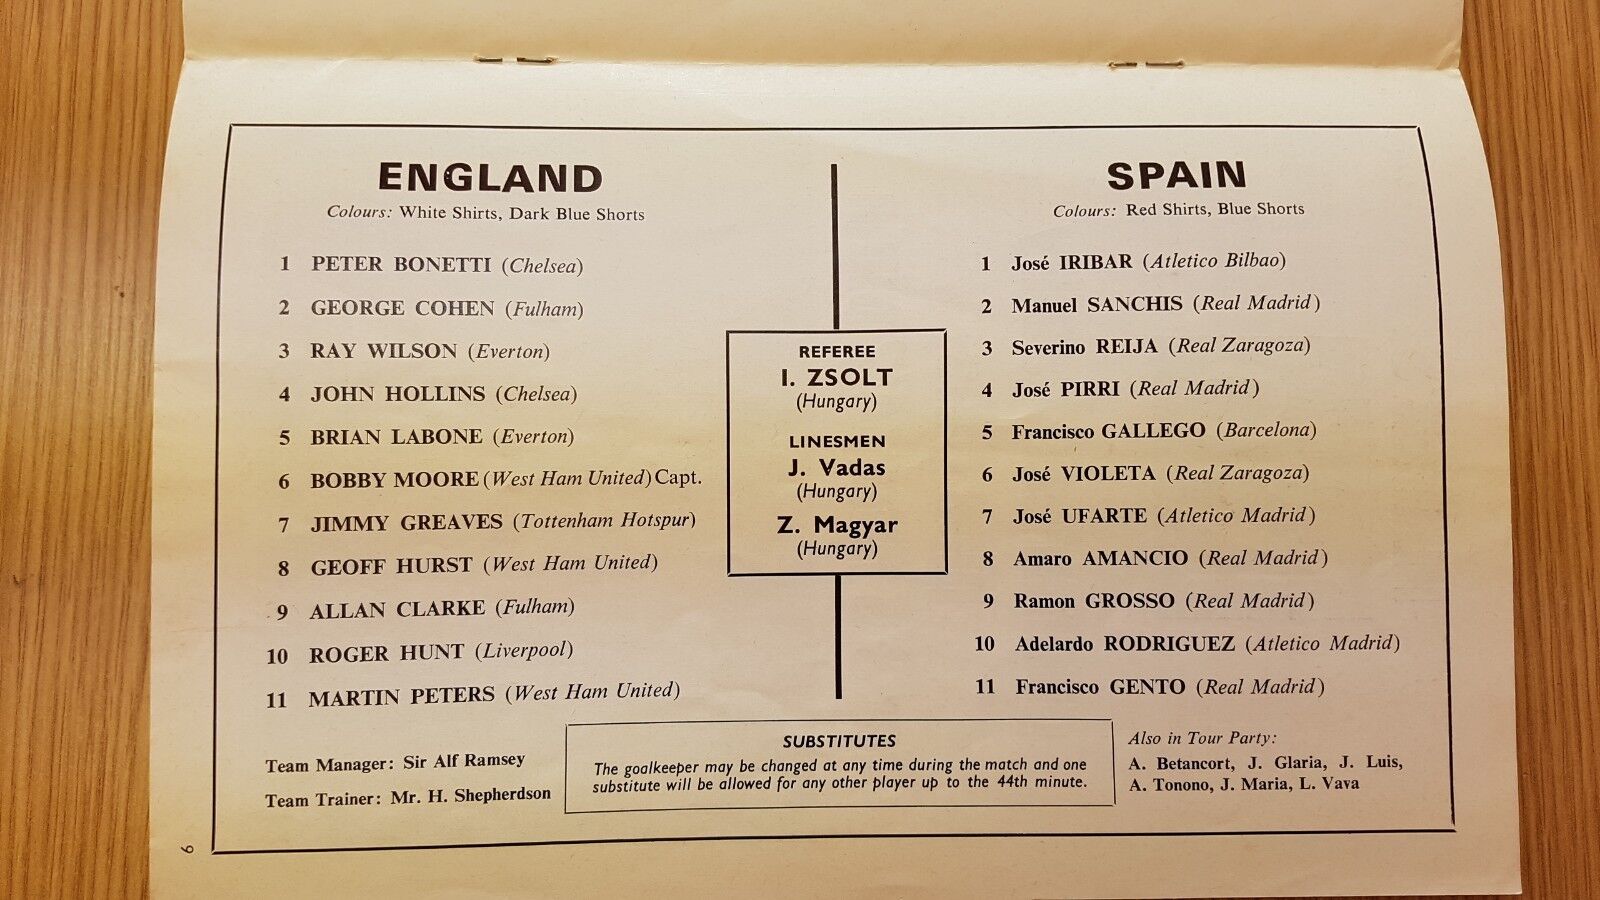 ENGLAND
Colours: White Shirts, Dark Blue Shorts
1 PETER BONETTI (Chelsea)
2 GEORGE COHEN (Fulham)
3 RAY WILSON (Everton)
4 JOHN HOLLINS (Chelsea)
5 BRIAN LABONE (Everton)
6 BOBBY MOORE (West Ham United) Capt.
7 JIMMY GREAVES (Tottenham Hotspur)
8 GEOFF HURST (West Ham United)
9 ALLAN CLARKE (Fulham)
10 ROGER HUNT (Liverpool)
11 MARTIN PETERS (West Ham United)
Team Manager: Sir Alf Ramsey
Team Trainer: Mr. H. Shepherdson
REFEREE
I. ZSOLT
(Hungary)
LINESMEN
J. Vadas
(Hungary)
Z. Magyar
(Hungary)
SPAIN
Colours: Red Shirts, Blue Shorts
1 José IRIBAR (Atletico Bilbao)
2 Manuel SANCHIS (Real Madrid)
3 Severino REIJA (Real Zaragoza)
4 José PIRRI (Real Madrid)
5 Francisco GALLEGO (Barcelona)
6 José VIOLETA (Real Zaragoza)
7 José UFARTE (Atletico Madrid)
8 Amaro AMANCIO (Real Madrid)
9 Ramon GROSSO (Real Madrid)
10 Adelardo RODRIGUEZ (Atletico Madrid)
11 Francisco GENTO (Real Madrid)
SUBSTITUTES
The goalkeeper may be changed at any time during the match and one
substitute will be allowed for any other player up to the 44th minute.
Also in Tour Party:
A. Betancort, J. Glaria, J. Luis,
A. Tonono, J. Maria, L. Vava
6